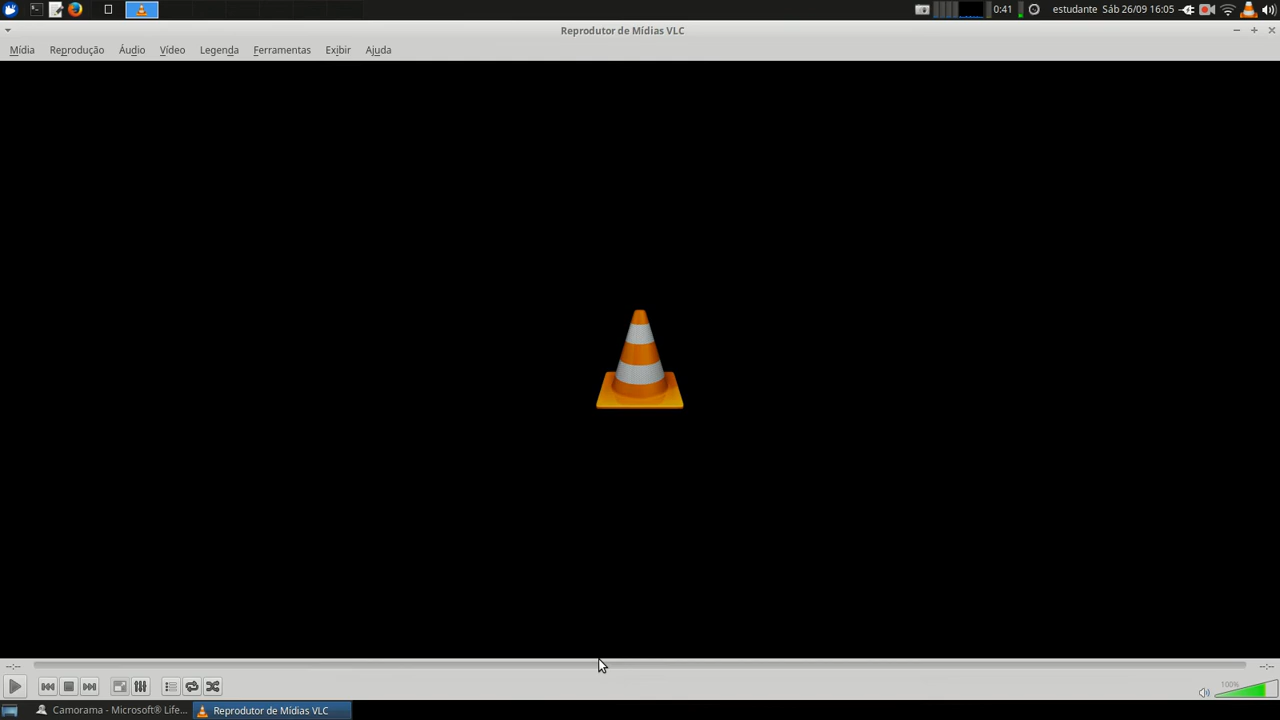 0:41 estudante Sáb 26/09 16:05
Reprodutor de Mídias VLC
Mídia Reprodução Áudio Vídeo Legenda Ferramentas Exibir Ajuda
--:-- --:--
100%
Camorama - Microsoft® Life... Reprodutor de Mídias VLC